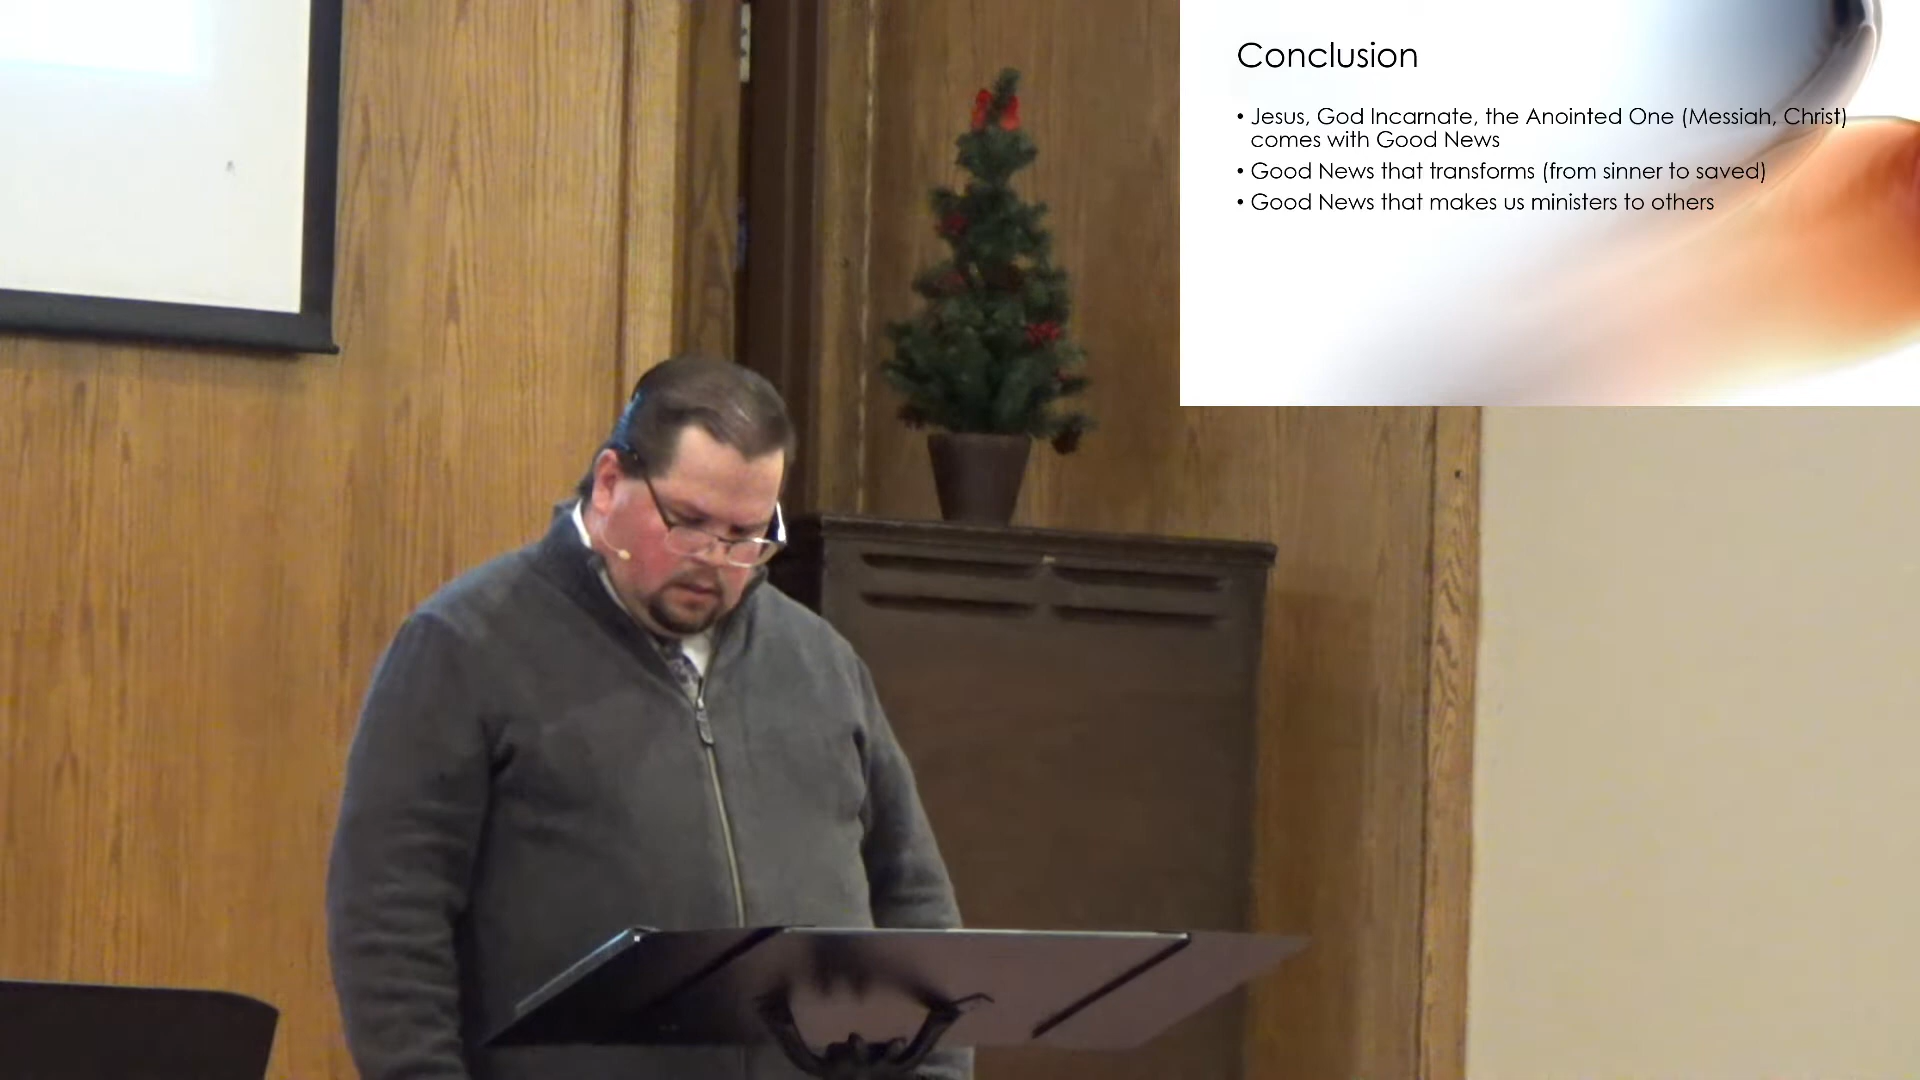 Conclusion
• Jesus, God Incarnate, the Anointed One (Messiah, Christ)
comes with Good News
• Good News that transforms (from sinner to saved)
• Good News that makes us ministers to others